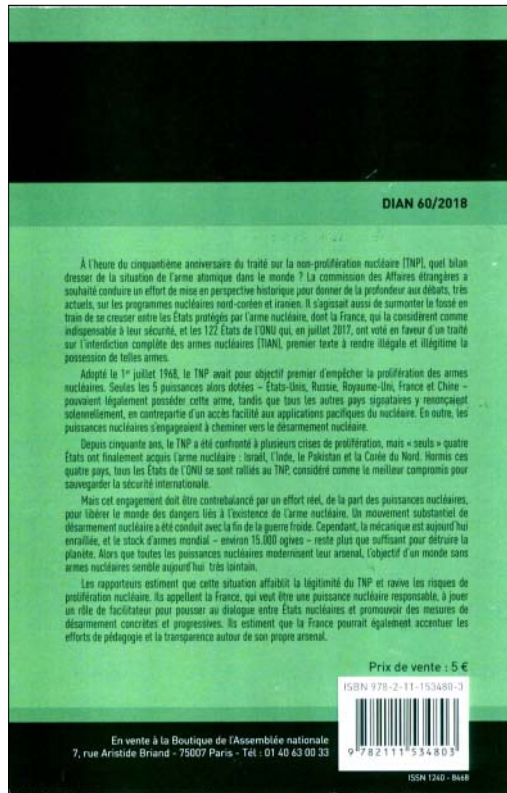 DIAN 60/2018
À l'heure du cinquantième anniversaire du traité sur la non-prolifération nucléaire [TNP], quel bilan
dresser de la situation de l'arme atomique dans le monde ? La commission des Affaires étrangères a
souhaité conduire un effort de mise en perspective historique pour donner de la profondeur aux débats, très
actuels, sur les programmes nucléaires nord-coréen et iranien. Il s'agissait aussi de surmonter le fossé en
train de se creuser entre les États protégés par l'arme nucléaire, dont la France, qui la considèrent comme
indispensable à leur sécurité, et les 122 États de l'ONU qui, en juillet 2017, ont voté en faveur d'un traité
sur l'interdiction complète des armes nucléaires [TIAN], premier texte à rendre illégale et illégitime la
possession de telles armes.
Adopté le 1er juillet 1968, le TNP avait pour objectif premier d'empêcher la prolifération des armes
nucléaires. Seules les 5 puissances alors dotées – États-Unis, Russie, Royaume-Uni, France et Chine –
pouvaient légalement posséder cette arme, tandis que tous les autres pays signataires y renonçaient
solennellement, en contrepartie d'un accès facilité aux applications pacifiques du nucléaire. En outre, les
puissances nucléaires s'engageaient à cheminer vers le désarmement nucléaire.
Depuis cinquante ans, le TNP a été confronté à plusieurs crises de prolifération, mais « seuls » quatre
États ont finalement acquis l'arme nucléaire : Israël, l'Inde, le Pakistan et la Corée du Nord. Hormis ces
quatre pays, tous les États de l'ONU se sont ralliés au TNP, considéré comme le meilleur compromis pour
sauvegarder la sécurité internationale.
Mais cet engagement doit être contrebalancé par un effort réel, de la part des puissances nucléaires,
pour libérer le monde des dangers liés à l'existence de l'arme nucléaire. Un mouvement substantiel de
désarmement nucléaire a été conduit avec la fin de la guerre froide. Cependant, la mécanique est aujourd'hui
enraillée, et le stock d'armes mondial – environ 15.000 ogives – reste plus que suffisant pour détruire la
planète. Alors que toutes les puissances nucléaires modernisent leur arsenal, l'objectif d'un monde sans
armes nucléaires semble aujourd'hui très lointain.
Les rapporteurs estiment que cette situation affaiblit la légitimité du TNP et ravive les risques de
prolifération nucléaire. Ils appellent la France, qui veut être une puissance nucléaire responsable, à jouer
un rôle de facilitateur pour pousser au dialogue entre États nucléaires et promouvoir des mesures de
désarmement concrètes et progressives. Ils estiment que la France pourrait également accentuer les
efforts de pédagogie et la transparence autour de son propre arsenal.
Prix de vente : 5 €
ISBN 978-2-11-153480-3
9 782111 534803
ISSN 1240 - 8468
En vente à la Boutique de l'Assemblée nationale
7, rue Aristide Briand - 75007 Paris - Tél : 01 40 63 00 33